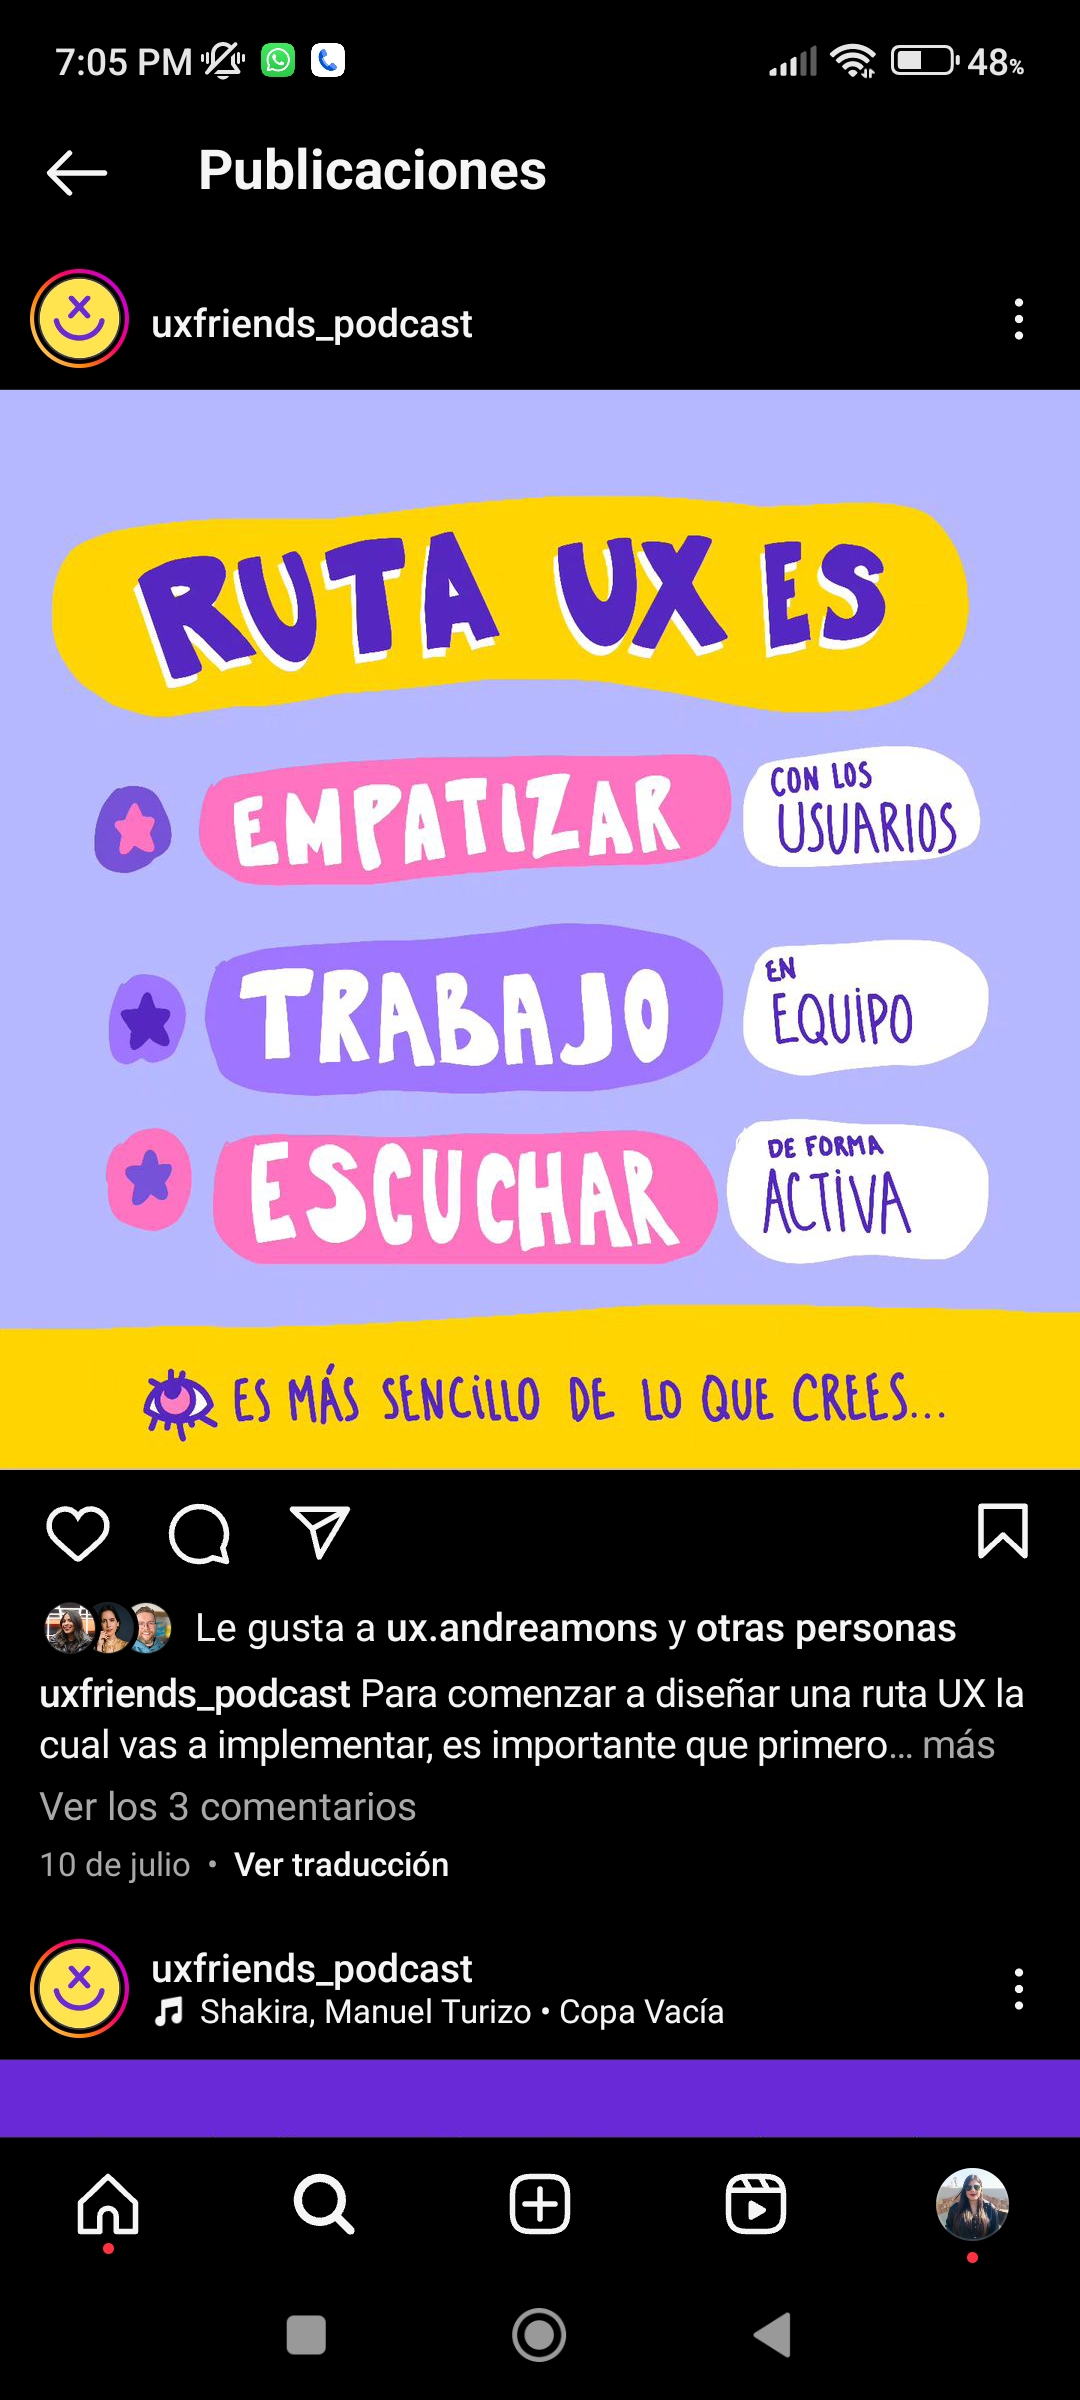 7:05 PM
48%
Publicaciones
uxfriends_podcast
RUTA UX ES
EMPATIZAR
CON LOS
USUARIOS
TRABAJO
EN
EQUIPO
ESCUCHAR
DE FORMA
ACTIVA
ES MÁS SENCILLO DE LO QUE CREES...
Le gusta a ux.andreamons y otras personas
uxfriends_podcast Para comenzar a diseñar una ruta UX la
cual vas a implementar, es importante que primero... más
Ver los 3 comentarios
10 de julio • Ver traducción
uxfriends_podcast
Shakira, Manuel Turizo • Copa Vacía